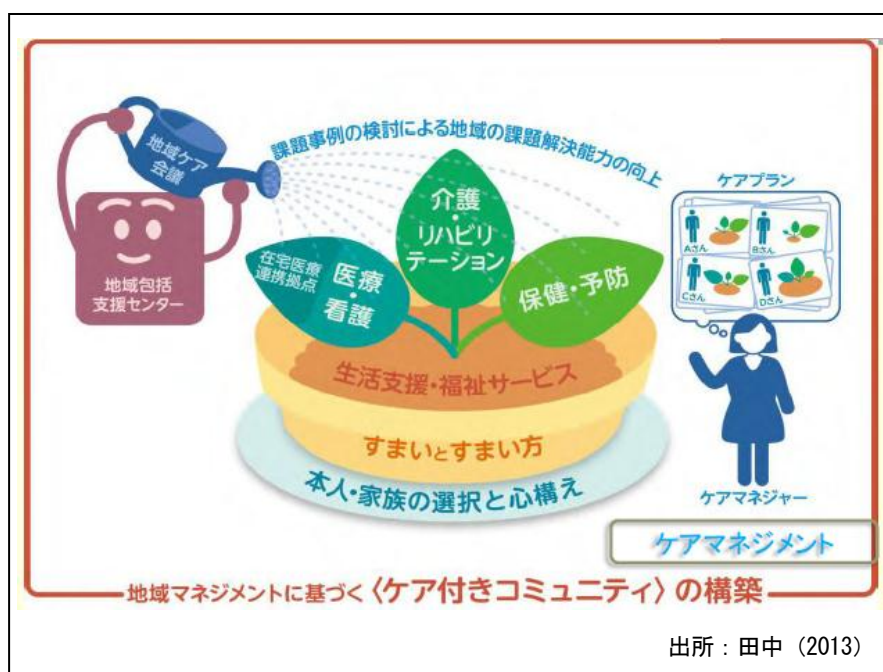 課題事例の検討による地域の課題解決能力の向上
地域ケア
会議
地域包括
支援センター
在宅医療
連携拠点
医療
・
看護
介護
・
リハビリ
テーション
保健・予防
生活支援・福祉サービス
すまいとすまい方
本人・家族の選択と心構え
ケアプラン
Aさん
Bさん
Cさん
Dさん
ケアマネジャー
ケアマネジメント
地域マネジメントに基づく〈ケア付きコミュニティ〉の構築
出所：田中（2013）